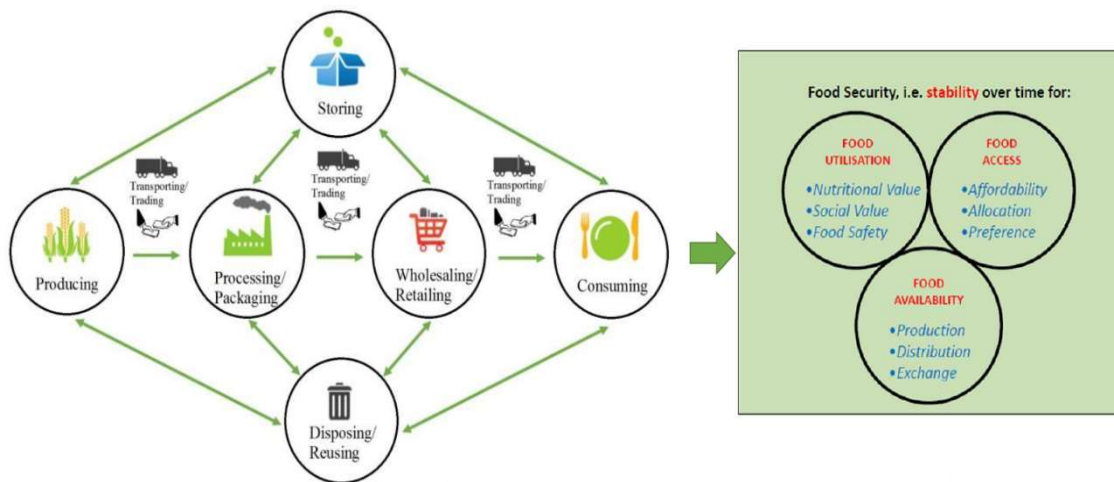 Storing
Transporting/
Trading
Transporting/
Trading
Transporting/
Trading
Producing
Processing/
Packaging
Wholesaling/
Retailing
Consuming
Disposing/
Reusing
Food Security, i.e. stability over time for:
FOOD
UTILISATION
•Nutritional Value
•Social Value
•Food Safety
FOOD
ACCESS
•Affordability
•Allocation
•Preference
FOOD
AVAILABILITY
•Production
•Distribution
•Exchange